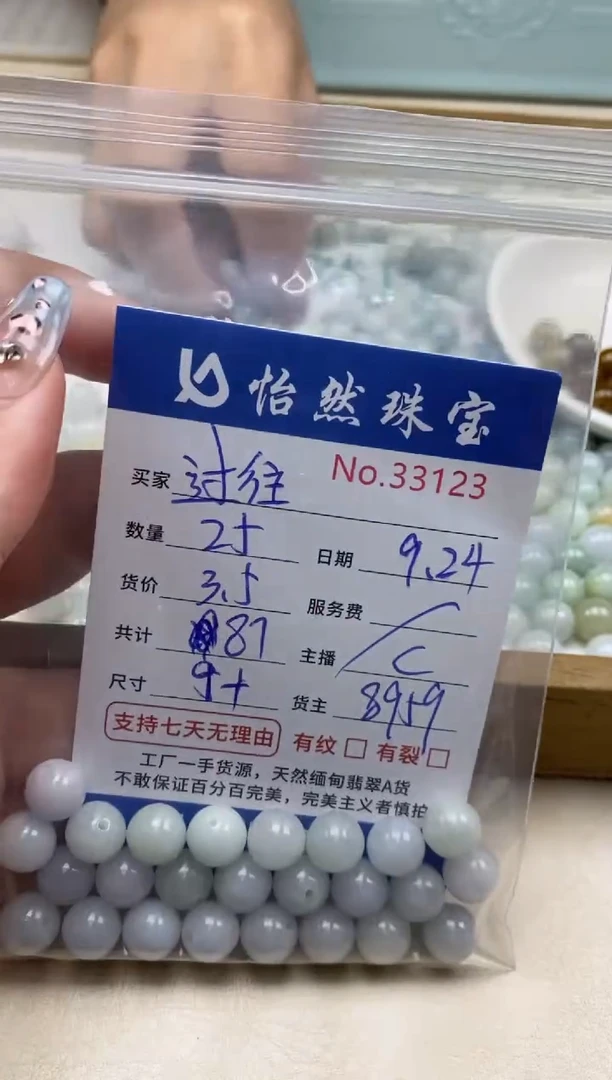 怡然珠宝
No.33123
买家 过往
数量 25 日期 9.24
货价 3.5 服务费 /
共计 87 主播 C
尺寸 9+ 货主 8959
支持七天无理由 有纹□ 有裂□
工厂一手货源，天然缅甸翡翠A货
不敢保证百分百完美，完美主义者慎拍